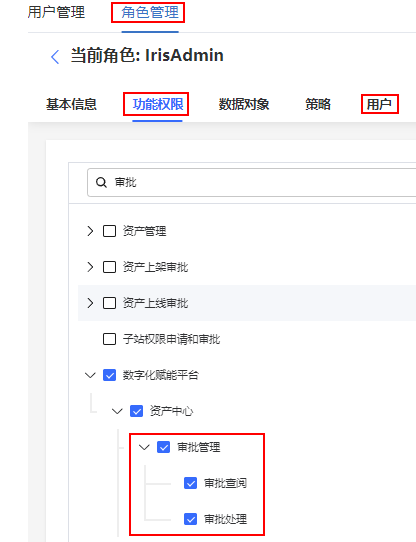 用户管理 角色管理
当前角色: IrisAdmin
基本信息 功能权限 数据对象 策略 用户
审批
资产管理
资产上架审批
资产上线审批
子站权限申请和审批
数字化赋能平台
资产中心
审批管理
审批查阅
审批处理